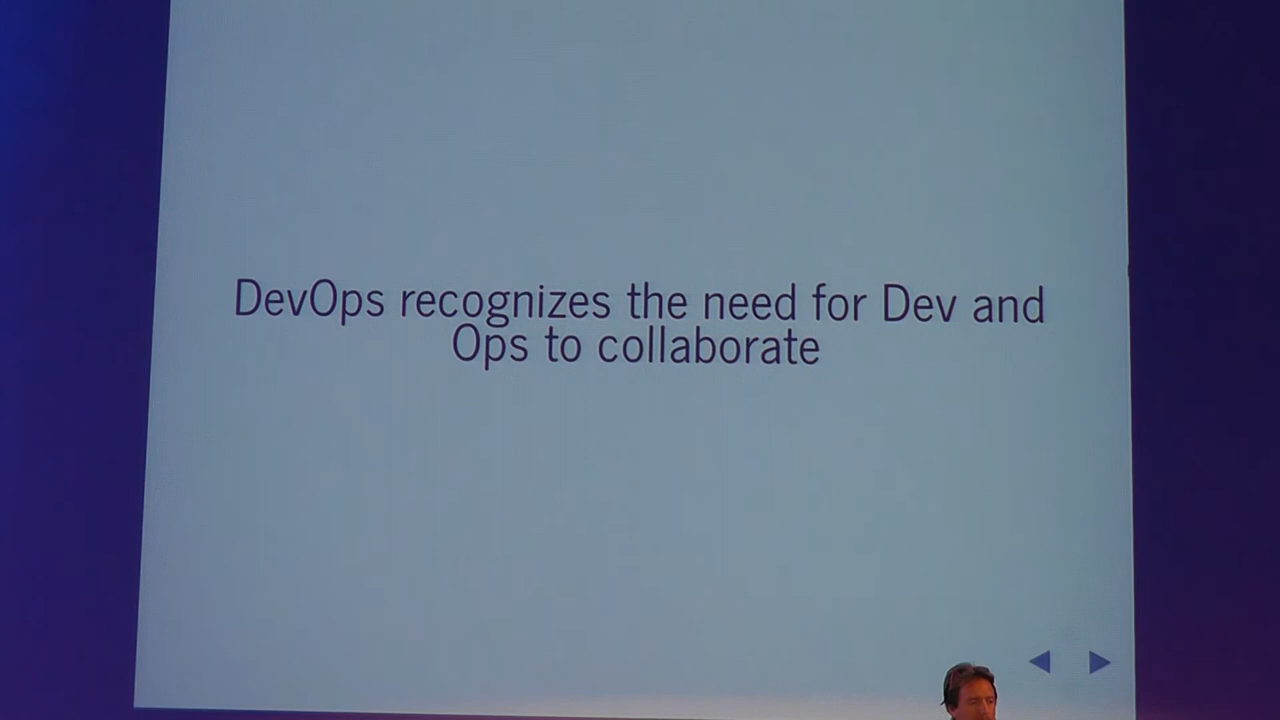 DevOps recognizes the need for Dev and
Ops to collaborate